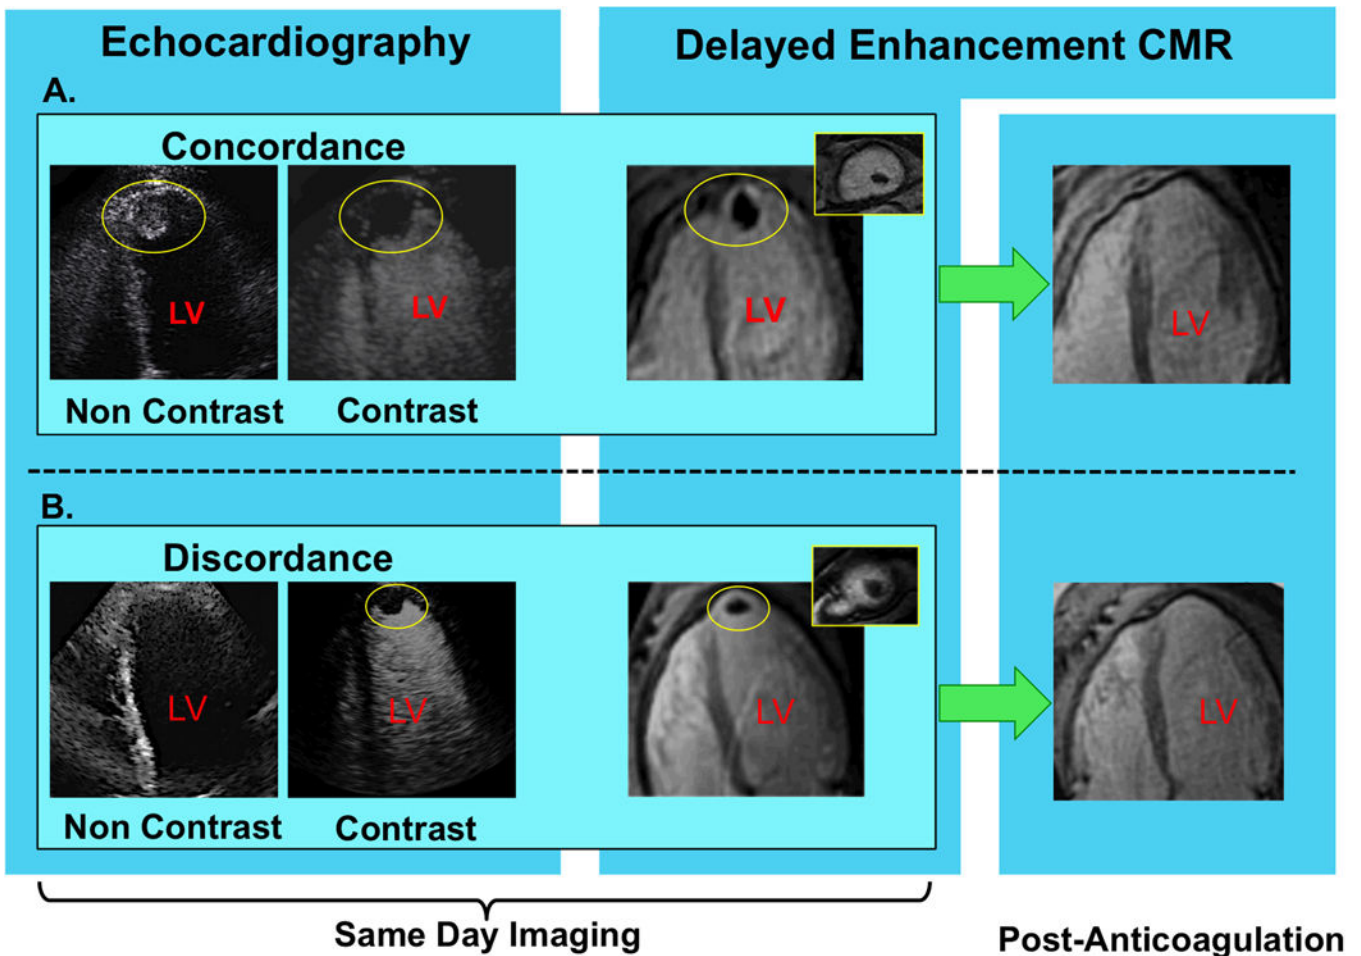 Echocardiography
Delayed Enhancement CMR
A.
Concordance
LV
LV
LV
LV
Non Contrast
Contrast
B.
Discordance
LV
LV
LV
LV
Non Contrast
Contrast
Same Day Imaging
Post-Anticoagulation